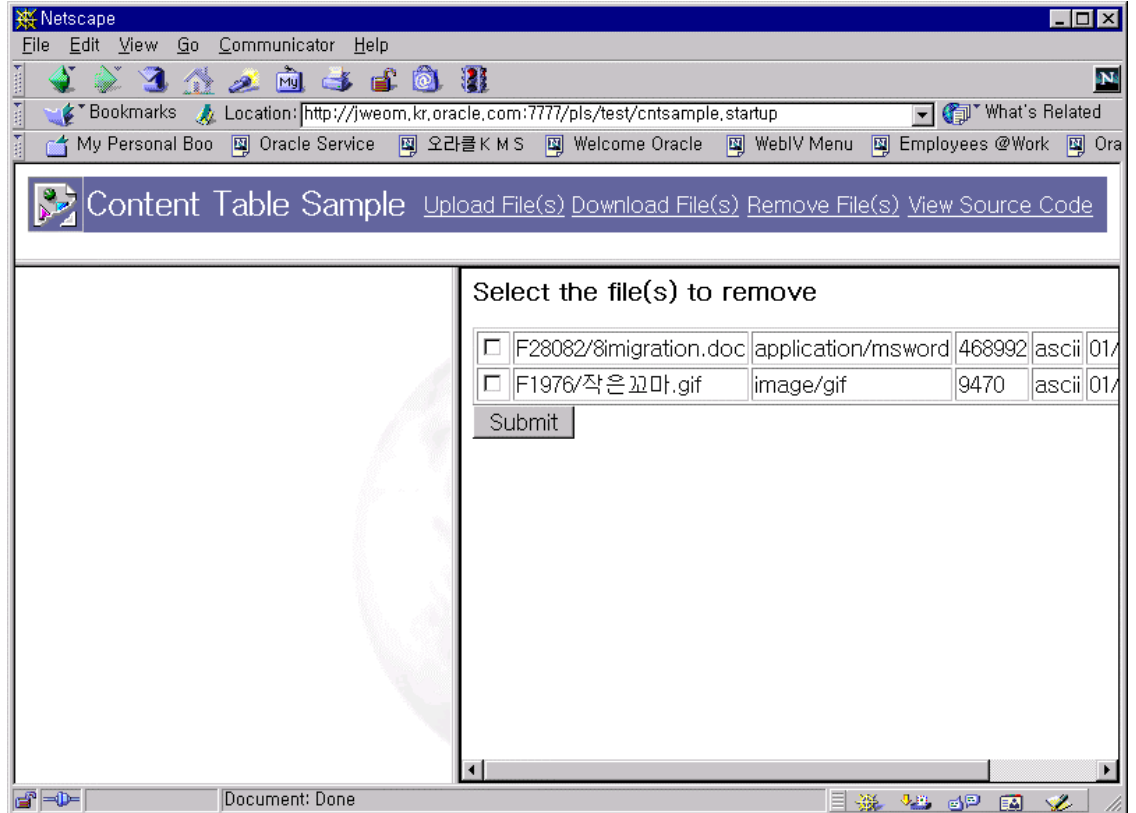 Netscape
File Edit View Go Communicator Help
My
Bookmarks Location: http://jweom.kr.oracle.com:7777/pls/test/cntsample.startup What's Related
My Personal Boo Oracle Service 오라클 K M S Welcome Oracle WebIV Menu Employees @Work Ora
Content Table Sample Upload File(s) Download File(s) Remove File(s) View Source Code
Select the file(s) to remove
F28082/8imigration.doc application/msword 468992 ascii 01/
F1976/작은꼬마.gif image/gif 9470 ascii 01/
Submit
Document: Done